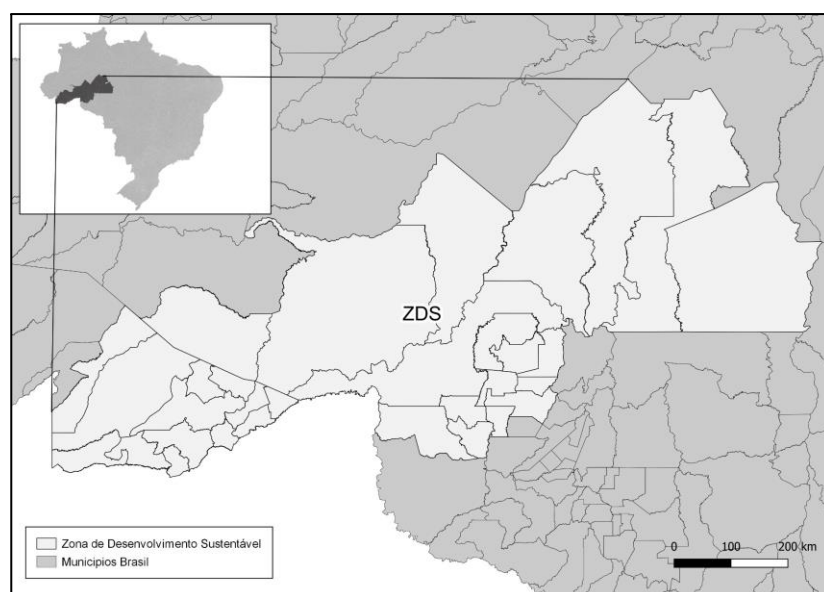 ZDS
Zona de Desenvolvimento Sustentável
Municipios Brasil
0 100 200 km